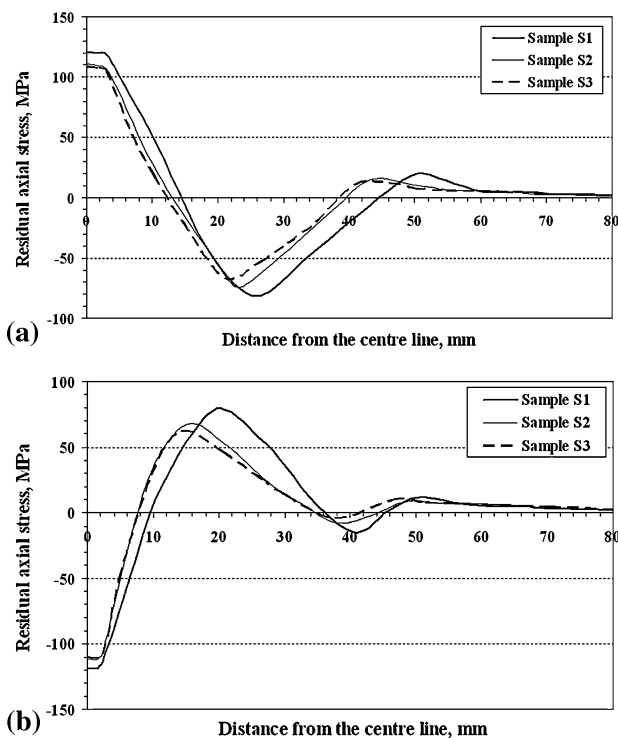 150
100
50
0
-50
-100
Residual axial stress, MPa
Sample S1
Sample S2
Sample S3
0 10 20 30 40 50 60 70 80
Distance from the centre line, mm
(a)
100
50
0
-50
-100
-150
Residual axial stress, MPa
Sample S1
Sample S2
Sample S3
0 10 20 30 40 50 60 70 80
Distance from the centre line, mm
(b)